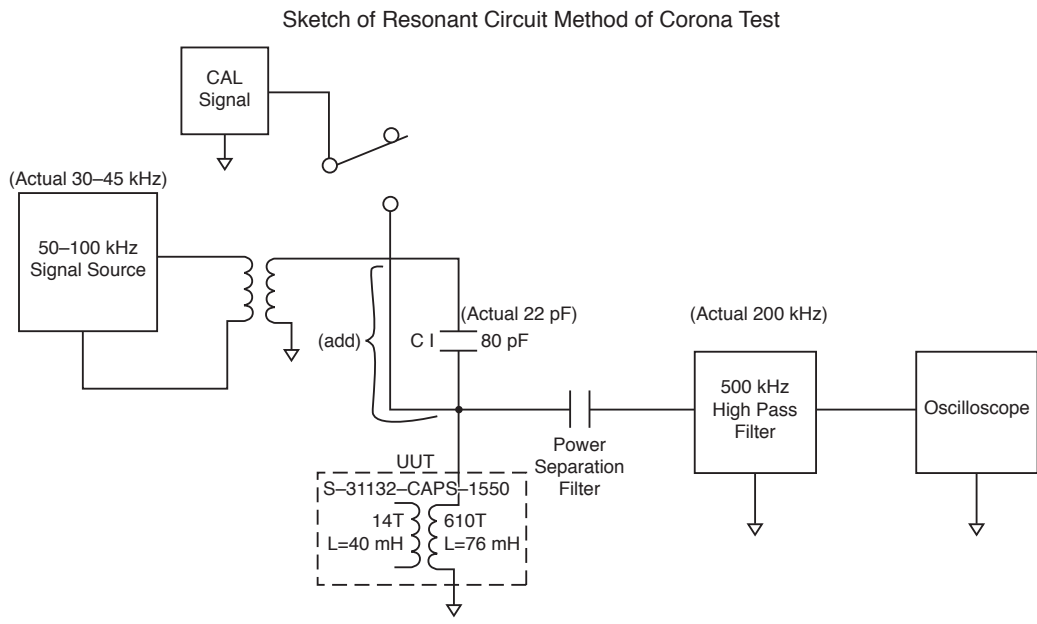 Sketch of Resonant Circuit Method of Corona Test
CAL
Signal
(Actual 30–45 kHz)
50–100 kHz
Signal Source
(add)
(Actual 22 pF)
C I
80 pF
(Actual 200 kHz)
500 kHz
High Pass
Filter
Oscilloscope
Power
Separation
Filter
UUT
S–31132–CAPS–1550
14T
L=40 mH
610T
L=76 mH